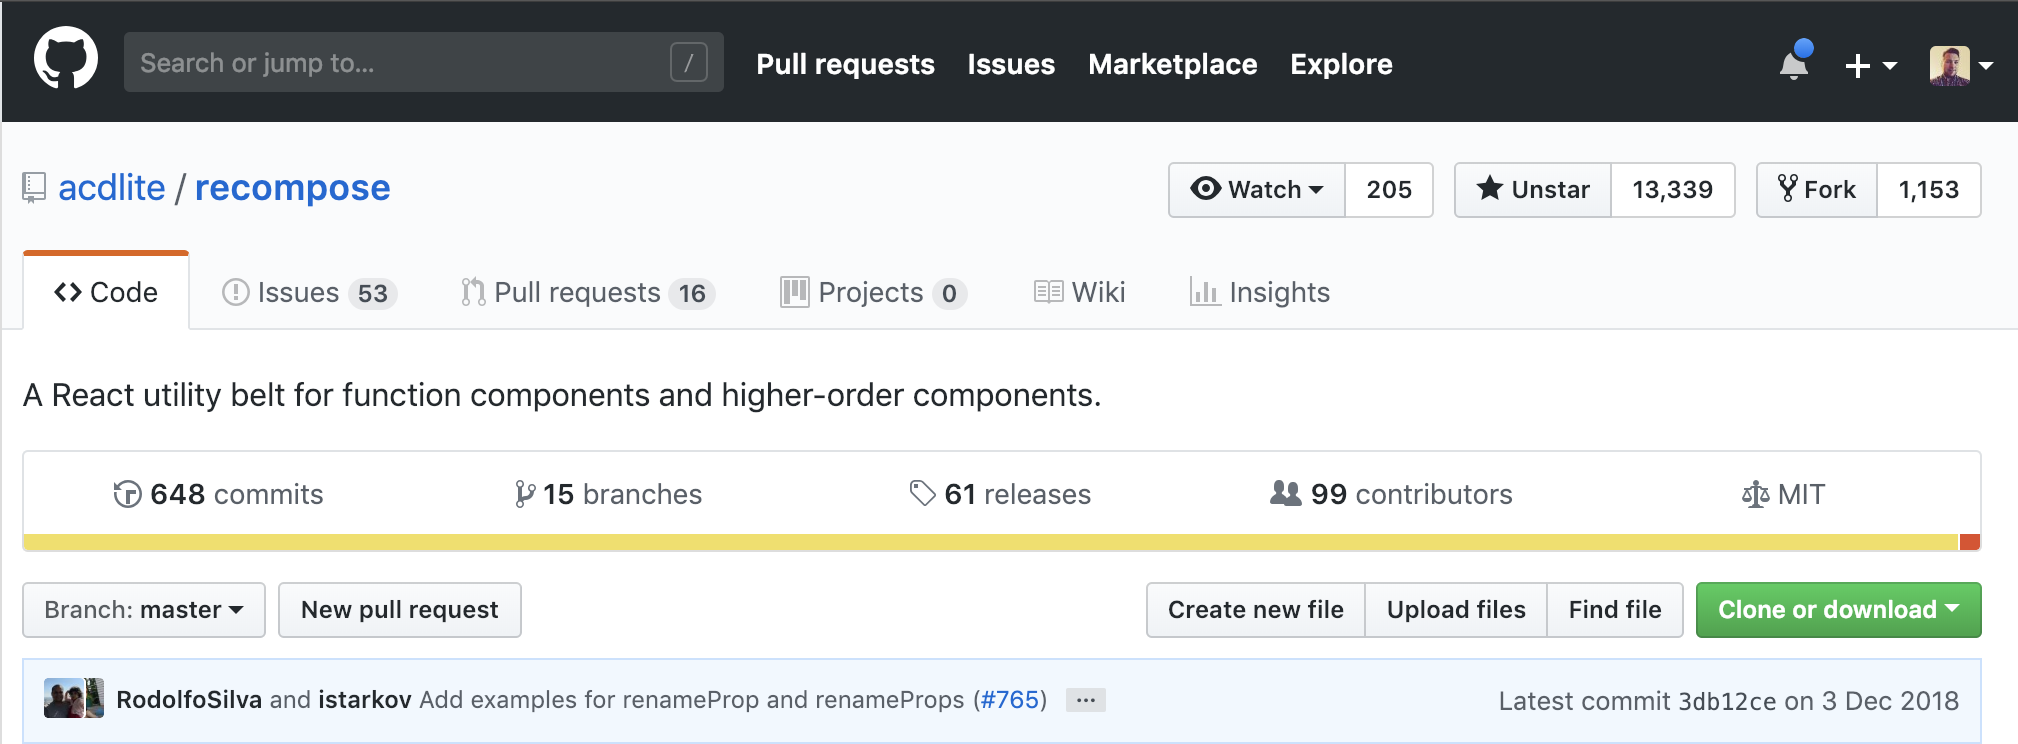 Search or jump to... / Pull requests Issues Marketplace Explore
acdlite / recompose Watch 205 Unstar 13,339 Fork 1,153
Code Issues 53 Pull requests 16 Projects 0 Wiki Insights
A React utility belt for function components and higher-order components.
648 commits 15 branches 61 releases 99 contributors MIT
Branch: master New pull request Create new file Upload files Find file Clone or download
RodolfoSilva and istarkov Add examples for renameProp and renameProps (#765) ... Latest commit 3db12ce on 3 Dec 2018